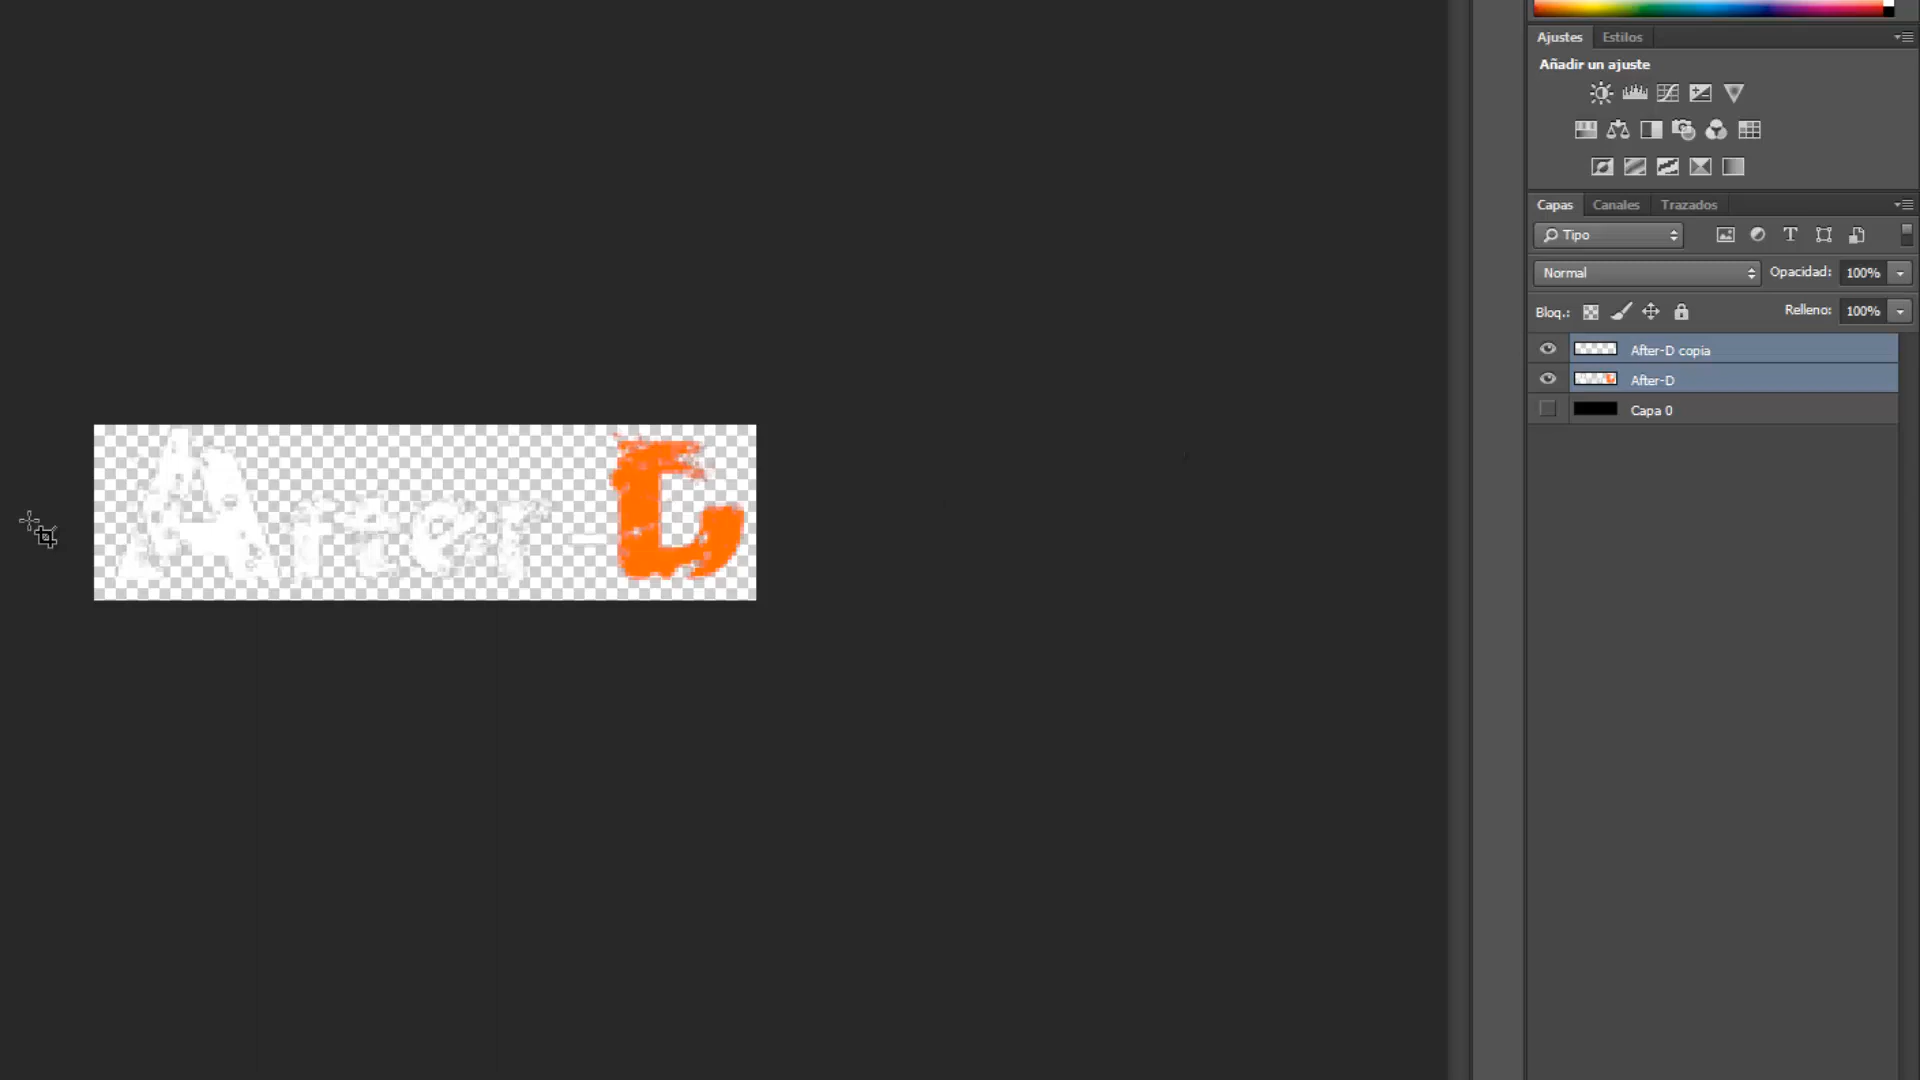 Ajustes Estilos
Añadir un ajuste
Capas Canales Trazados
Tipo
Normal Opacidad: 100%
Bloq.: Relleno: 100%
After-D copia
After-D
Capa 0
After-